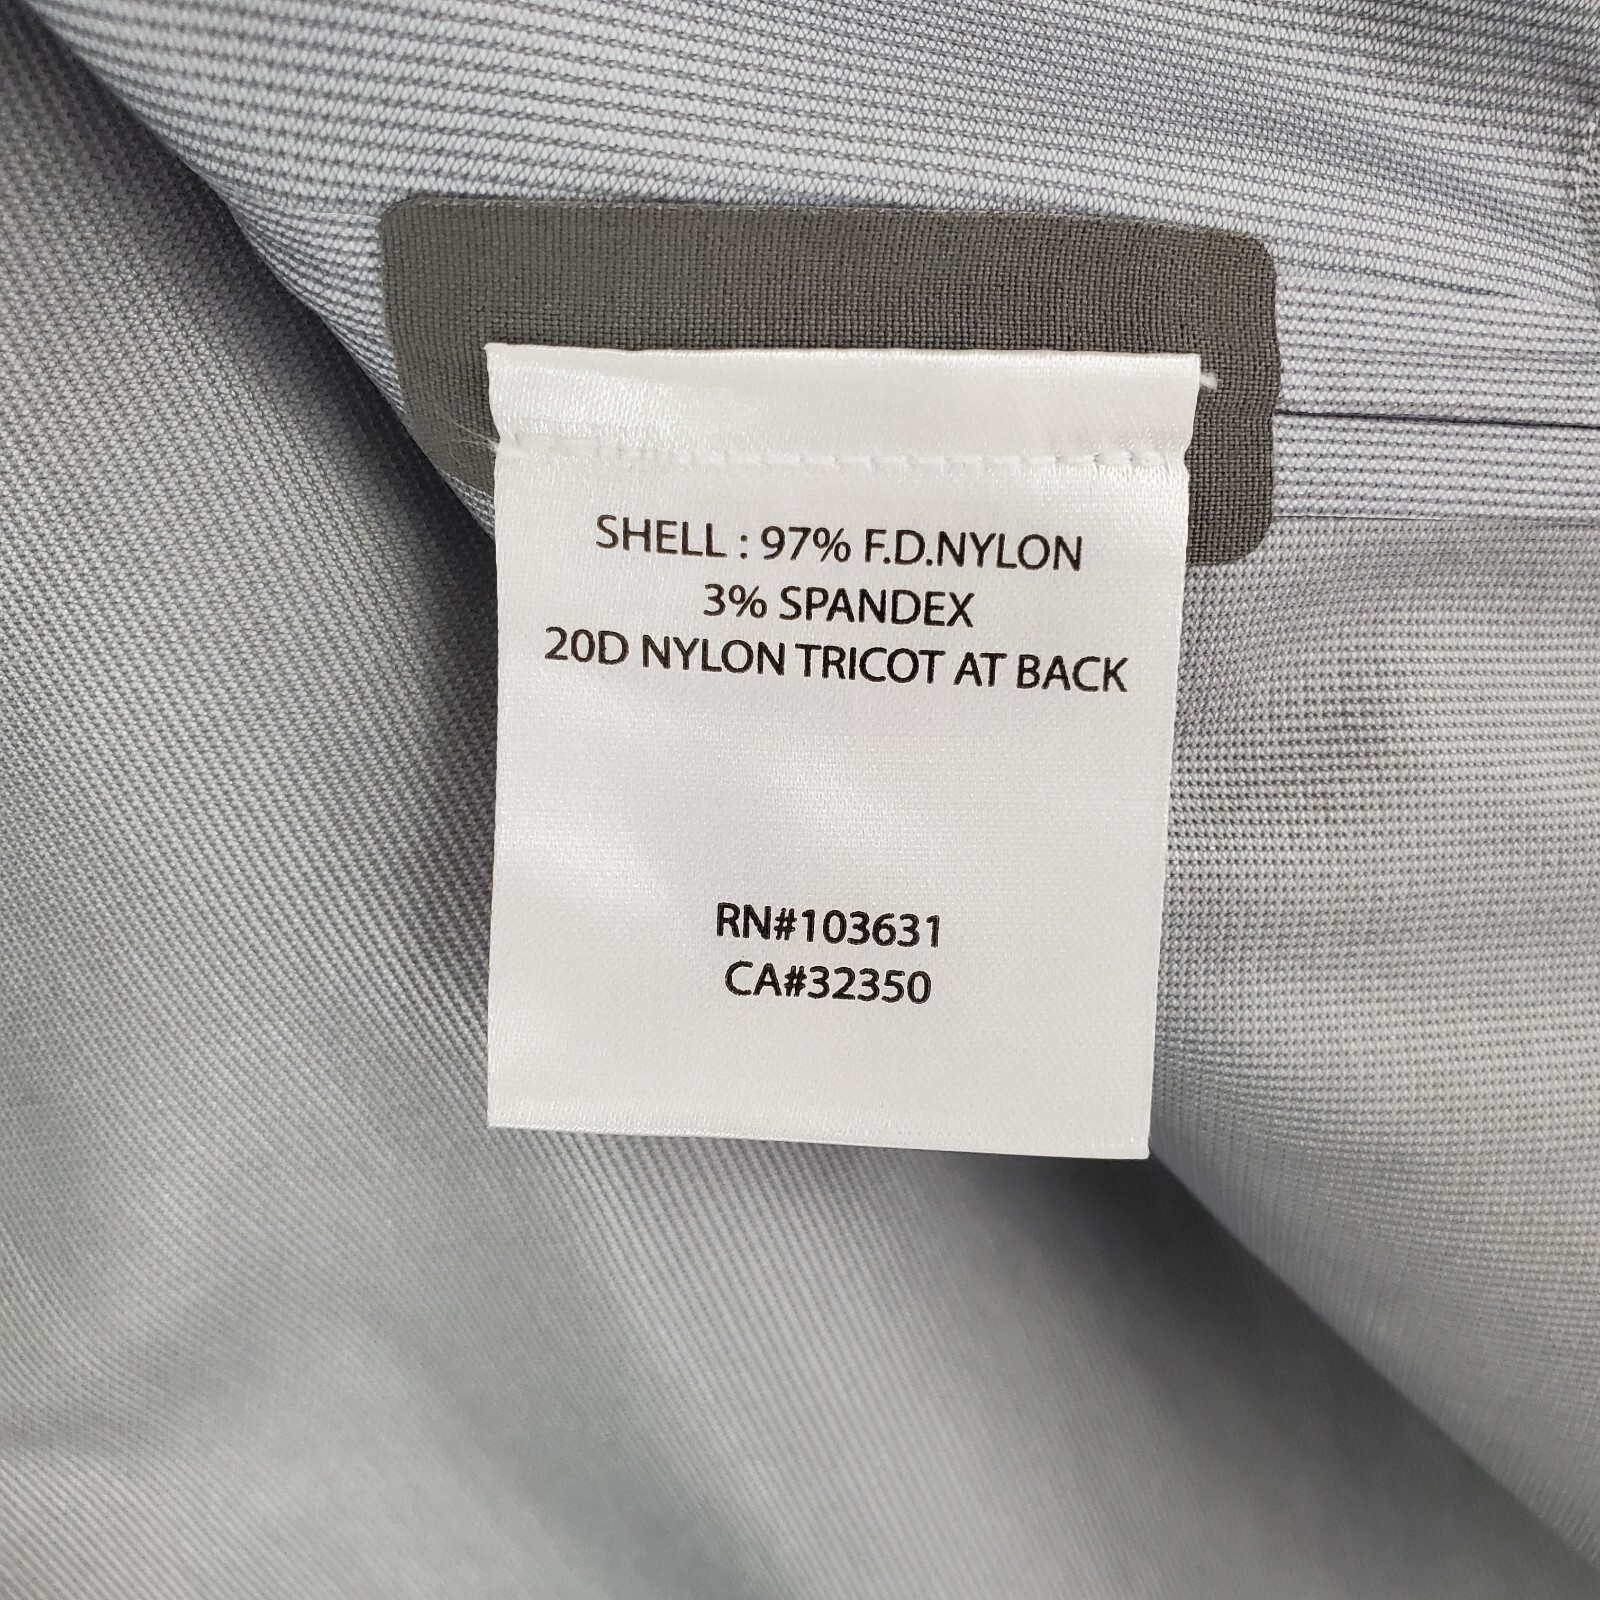 SHELL : 97% F.D.NYLON
3% SPANDEX
20D NYLON TRICOT AT BACK
RN#103631
CA#32350